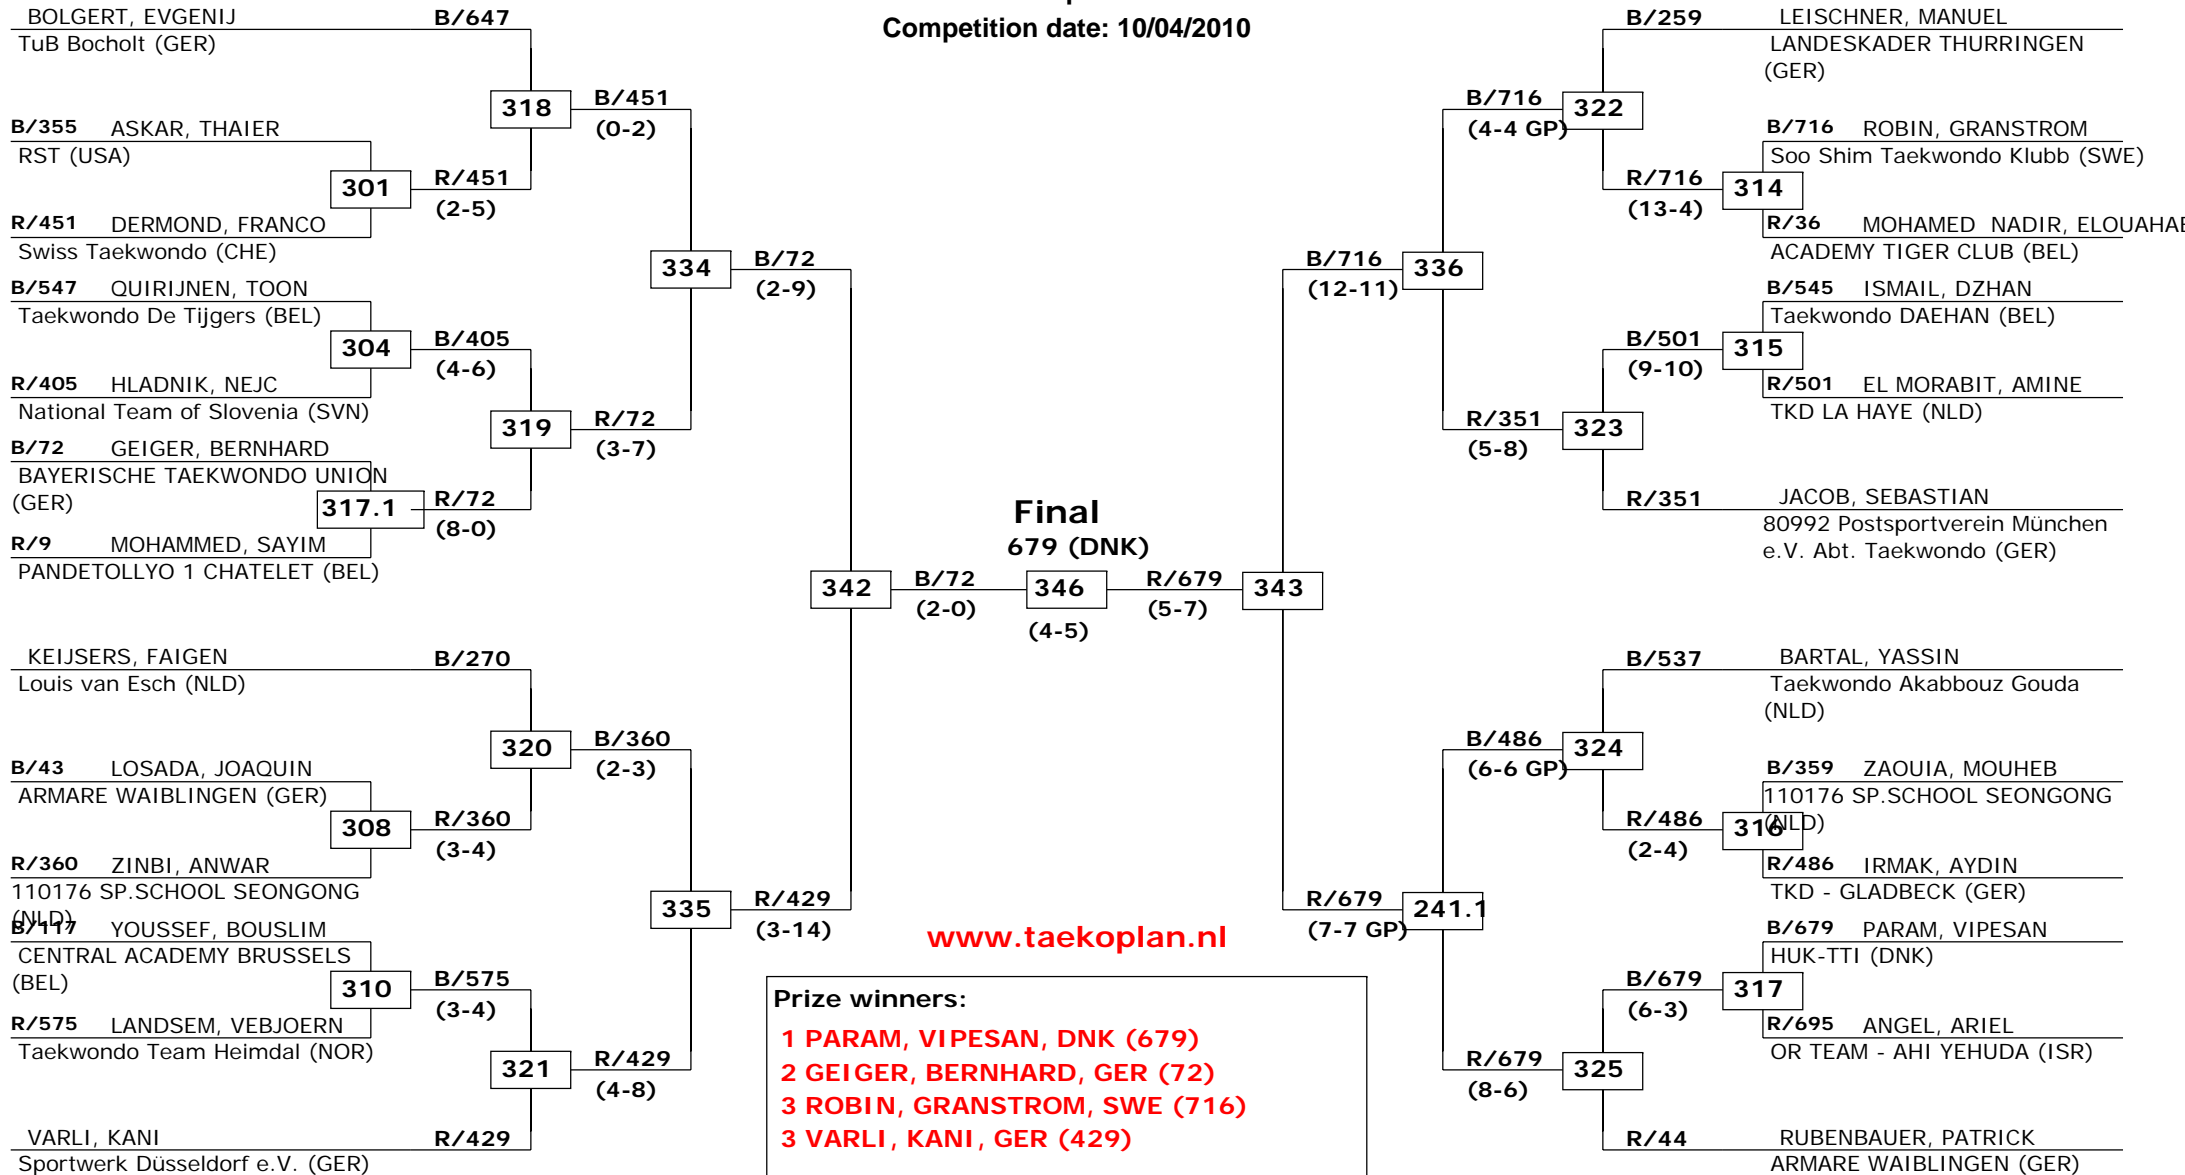 Competition date: 10/04/2010
BOLGERT, EVGENIJ
B/647
TuB Bocholt (GER)
B/355 ASKAR, THAIER
RST (USA)
301
R/451
(2-5)
R/451 DERMOND, FRANCO
Swiss Taekwondo (CHE)
318
B/451
(0-2)
B/547 QUIRIJNEN, TOON
Taekwondo De Tijgers (BEL)
304
B/405
(4-6)
R/405 HLADNIK, NEJC
National Team of Slovenia (SVN)
319
R/72
(3-7)
B/72 GEIGER, BERNHARD
BAYERISCHE TAEKWONDO UNION
(GER)
317.1
R/72
(8-0)
R/9 MOHAMMED, SAYIM
PANDETOLLYO 1 CHATELET (BEL)
334
B/72
(2-9)
KEIJSERS, FAIGEN
B/270
Louis van Esch (NLD)
320
B/360
(2-3)
B/43 LOSADA, JOAQUIN
ARMARE WAIBLINGEN (GER)
308
R/360
(3-4)
R/360 ZINBI, ANWAR
110176 SP.SCHOOL SEONGONG
(NLD)
B/117 YOUSSEF, BOUSLIM
CENTRAL ACADEMY BRUSSELS
(BEL)
310
B/575
(3-4)
R/575 LANDSEM, VEBJOERN
Taekwondo Team Heimdal (NOR)
321
R/429
(4-8)
VARLI, KANI
R/429
Sportwerk Düsseldorf e.V. (GER)
335
R/429
(3-14)
342
B/72
(2-0)
Final
679 (DNK)
346
(4-5)
R/679
(5-7)
343
B/259 LEISCHNER, MANUEL
LANDESKADER THURRINGEN
(GER)
B/716
(4-4 GP)
322
B/716 ROBIN, GRANSTROM
Soo Shim Taekwondo Klubb (SWE)
R/716
(13-4)
314
R/36 MOHAMED NADIR, ELOUAHAB
ACADEMY TIGER CLUB (BEL)
B/716
(12-11)
336
B/545 ISMAIL, DZHAN
Taekwondo DAEHAN (BEL)
B/501
(9-10)
315
R/501 EL MORABIT, AMINE
TKD LA HAYE (NLD)
R/351
(5-8)
323
R/351 JACOB, SEBASTIAN
80992 Postsportverein München
e.V. Abt. Taekwondo (GER)
B/537 BARTAL, YASSIN
Taekwondo Akabbouz Gouda
(NLD)
B/486
(6-6 GP)
324
B/359 ZAOUIA, MOUHEB
110176 SP.SCHOOL SEONGONG
(NLD)
R/486
(2-4)
316
R/486 IRMAK, AYDIN
TKD - GLADBECK (GER)
R/679
(7-7 GP)
241.1
B/679 PARAM, VIPESAN
HUK-TTI (DNK)
B/679
(6-3)
317
R/695 ANGEL, ARIEL
OR TEAM - AHI YEHUDA (ISR)
R/679
(8-6)
325
R/44 RUBENBAUER, PATRICK
ARMARE WAIBLINGEN (GER)
www.taekoplan.nl
Prize winners:
1 PARAM, VIPESAN, DNK (679)
2 GEIGER, BERNHARD, GER (72)
3 ROBIN, GRANSTROM, SWE (716)
3 VARLI, KANI, GER (429)